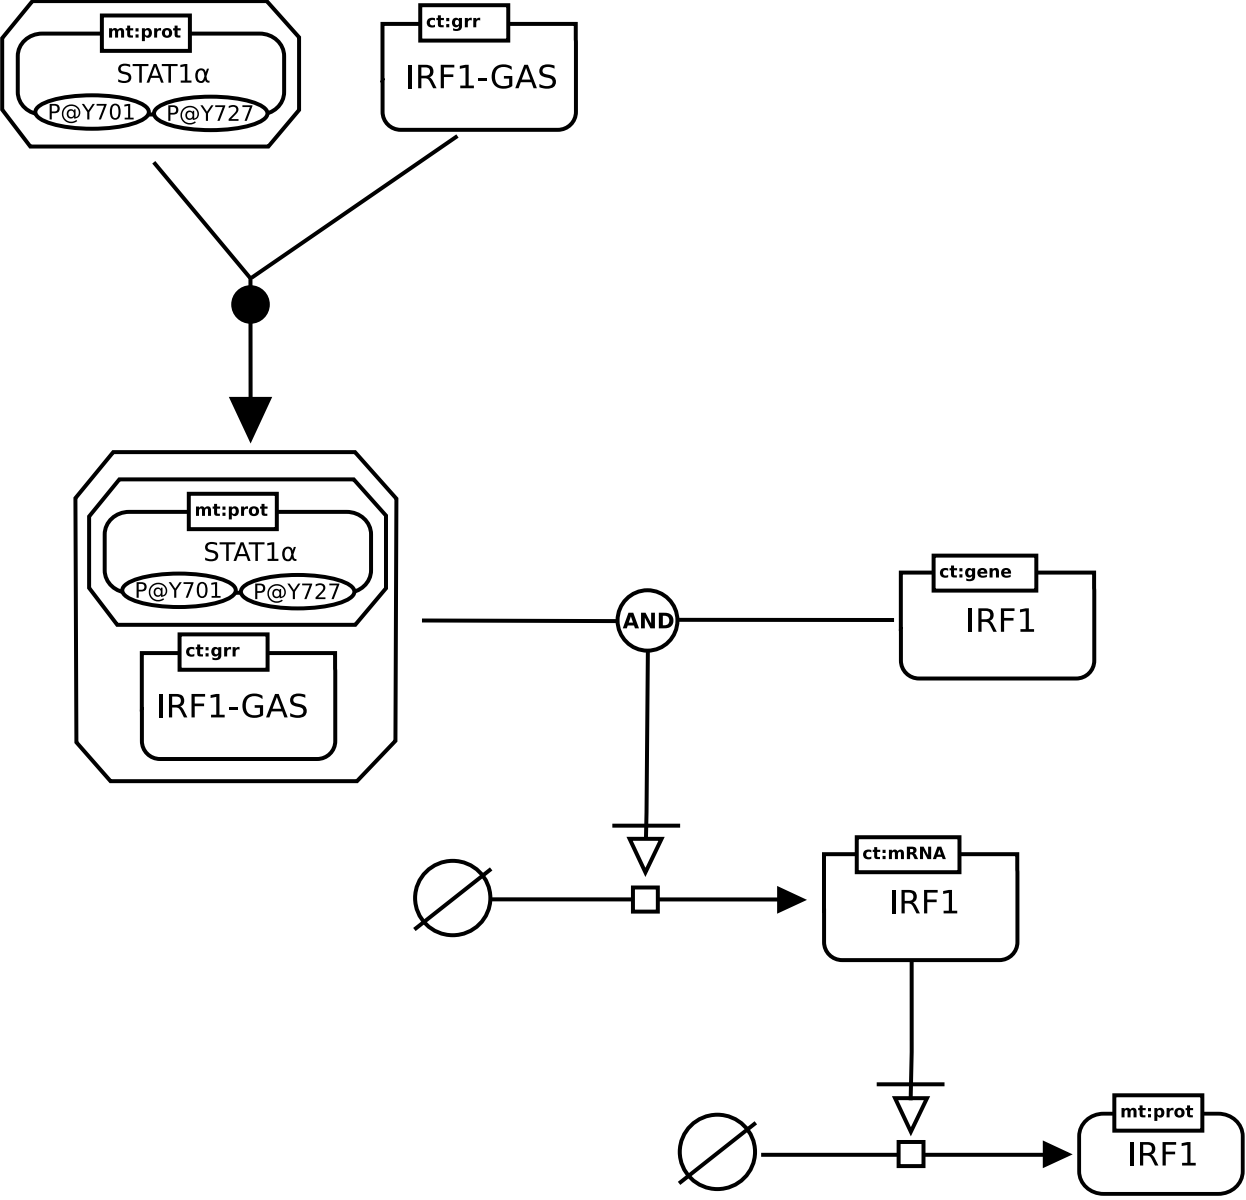 mt:prot
STAT1α
P@Y701
P@Y727
ct:grr
IRF1-GAS
mt:prot
STAT1α
P@Y701
P@Y727
ct:grr
IRF1-GAS
AND
ct:gene
IRF1
ct:mRNA
IRF1
mt:prot
IRF1